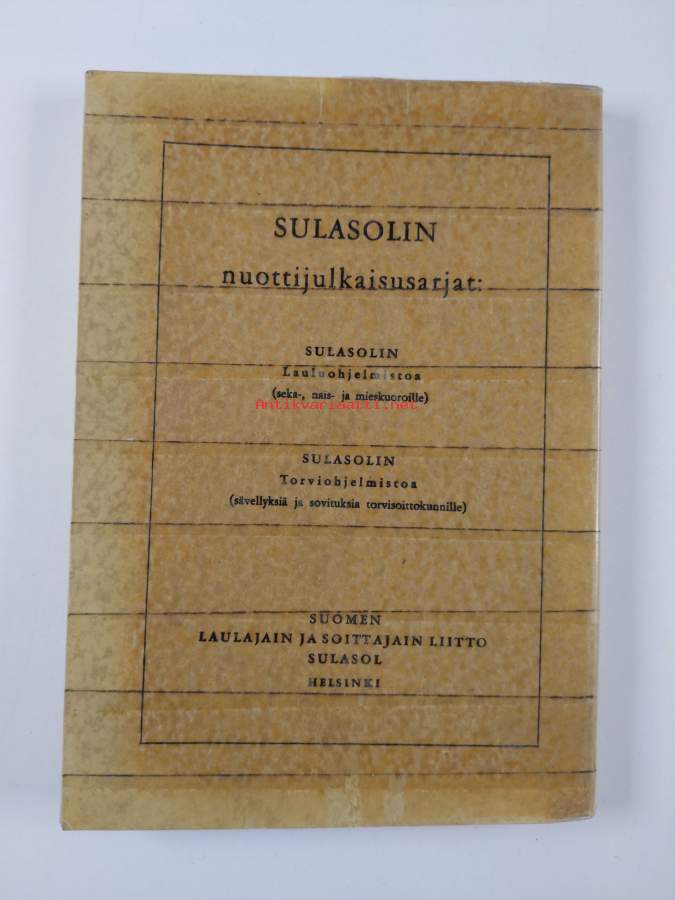 SULASOLIN
nuottijulkaisusarjat:
SULASOLIN
Lauluohjelmistoa
(seka-, nais- ja mieskuoroille)
Antikvariaatti.net
SULASOLIN
Torviohjelmistoa
(sävellyksiä ja sovituksia torvisoittokunnille)
SUOMEN
LAULAJAIN JA SOITTAJAIN LIITTO
SULASOL
HELSINKI